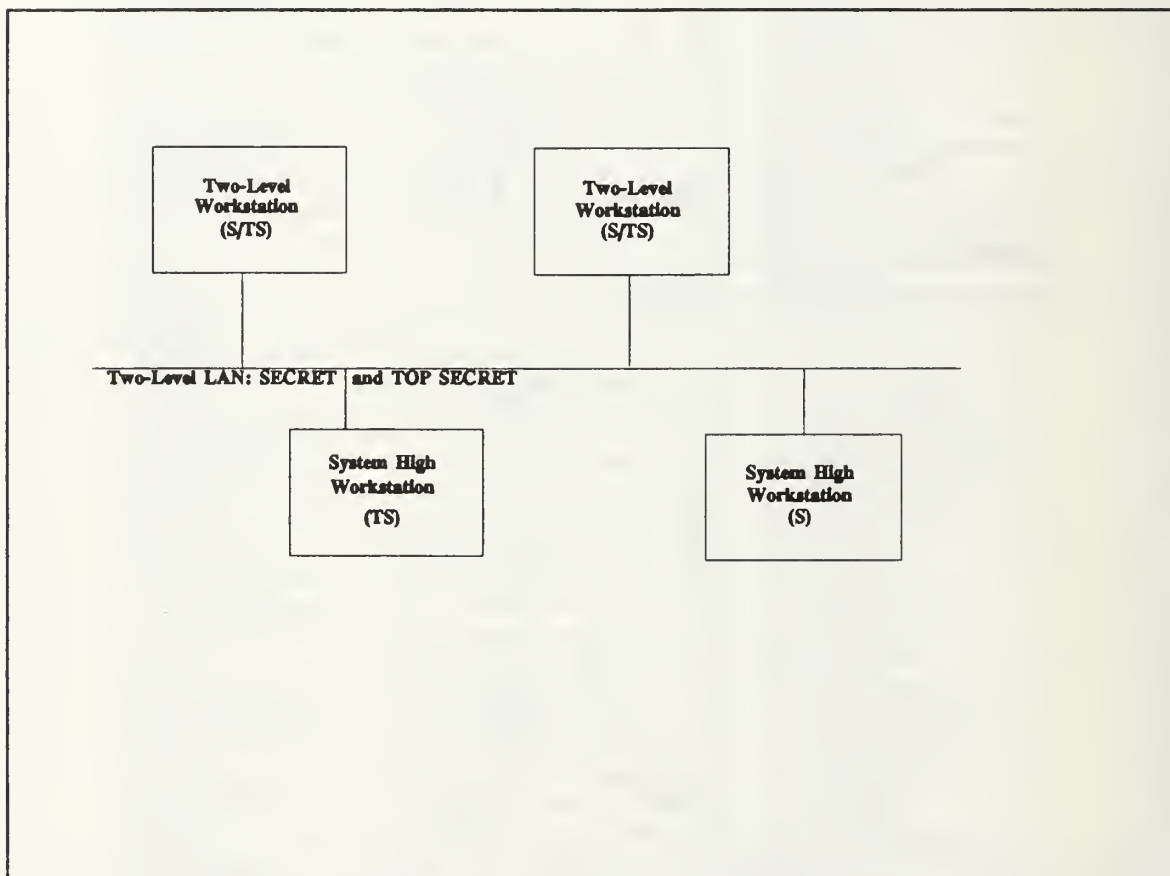 Two-Level
Workstation
(S/TS)
Two-Level
Workstation
(S/TS)
Two-Level LAN: SECRET and TOP SECRET
System High
Workstation
(TS)
System High
Workstation
(S)